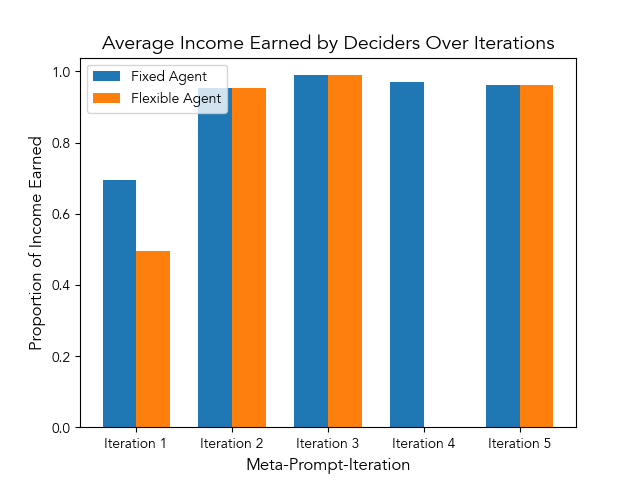 Average Income Earned by Deciders Over Iterations
Fixed Agent
Flexible Agent
Proportion of Income Earned
1.0
0.8
0.6
0.4
0.2
0.0
Iteration 1
Iteration 2
Iteration 3
Iteration 4
Iteration 5
Meta-Prompt-Iteration